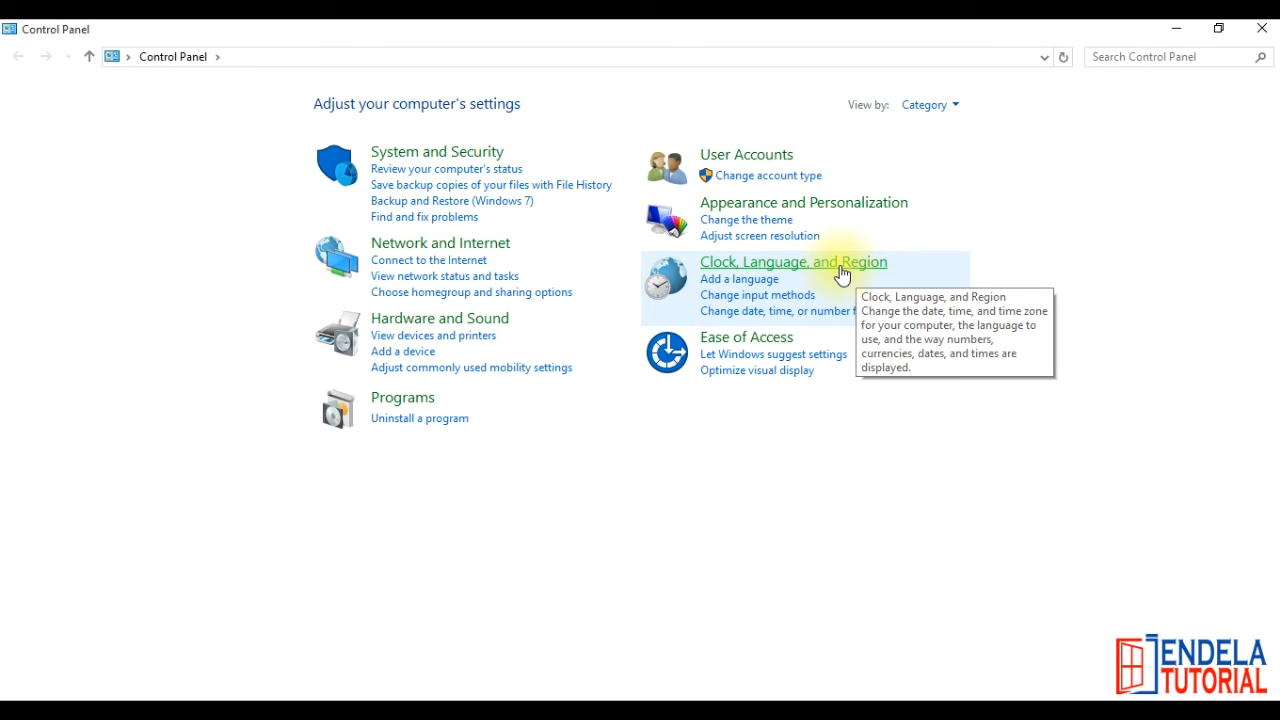 Control Panel
Control Panel
Search Control Panel
Adjust your computer's settings
View by: Category
System and Security
Review your computer's status
Save backup copies of your files with File History
Backup and Restore (Windows 7)
Find and fix problems
Network and Internet
Connect to the Internet
View network status and tasks
Choose homegroup and sharing options
Hardware and Sound
View devices and printers
Add a device
Adjust commonly used mobility settings
Programs
Uninstall a program
User Accounts
Change account type
Appearance and Personalization
Change the theme
Adjust screen resolution
Clock, Language, and Region
Add a language
Change input methods
Change date, time, or number
Clock, Language, and Region
Change the date, time, and time zone
for your computer, the language to
use, and the way numbers,
currencies, dates, and times are
displayed.
Ease of Access
Let Windows suggest settings
Optimize visual display
JENDELA
TUTORIAL